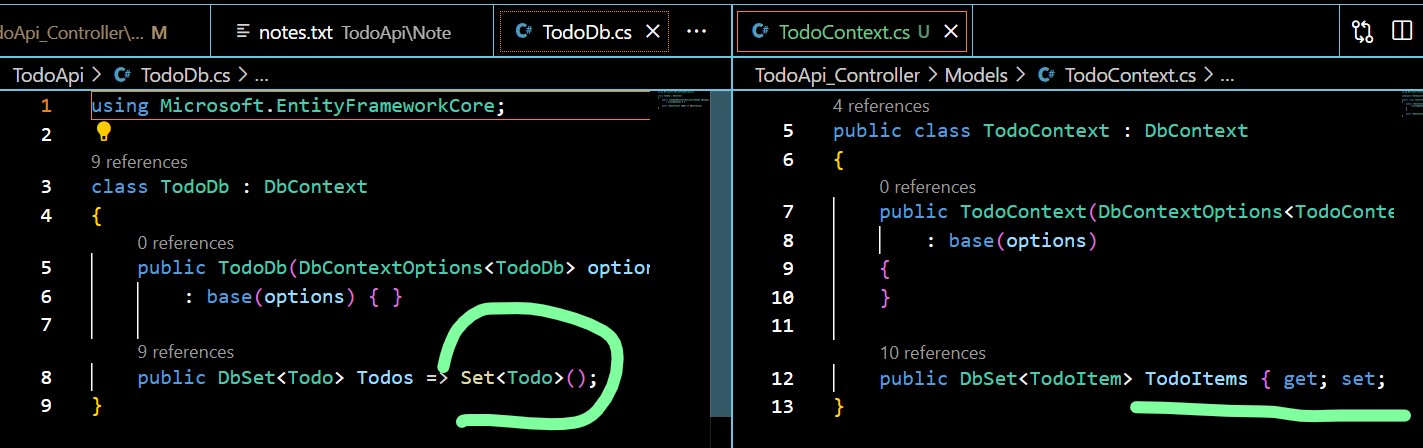 doApi_Controller\... M
notes.txt TodoApi\Note
C# TodoDb.cs
TodoApi > C# TodoDb.cs > ...
1 using Microsoft.EntityFrameworkCore;
2
9 references
3 class TodoDb : DbContext
4 {
0 references
5 public TodoDb(DbContextOptions<TodoDb> option
6 : base(options) { }
7
9 references
8 public DbSet<Todo> Todos => Set<Todo>();
9 }
C# TodoContext.cs U
TodoApi_Controller > Models > C# TodoContext.cs > ...
4 references
5 public class TodoContext : DbContext
6 {
0 references
7 public TodoContext(DbContextOptions<TodoConte
8 : base(options)
9 {
10 }
11
10 references
12 public DbSet<TodoItem> TodoItems { get; set;
13 }